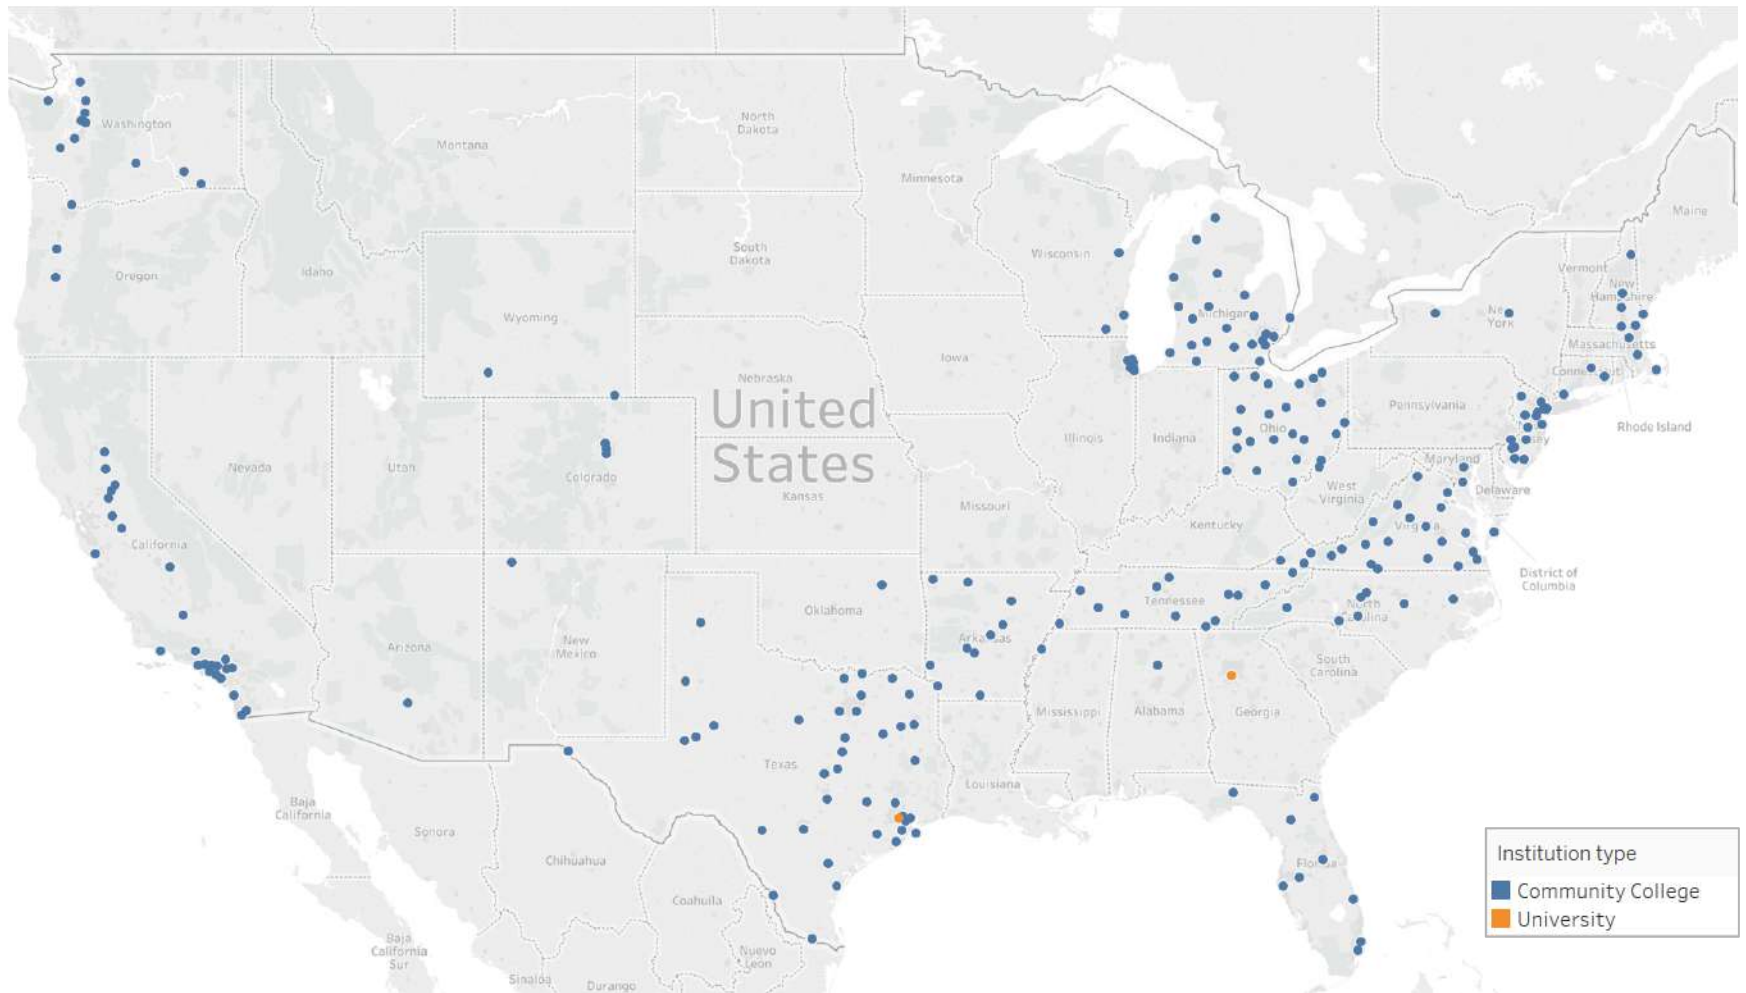 Washington
Montana
North
Dakota
Minnesota
Maine
Oregon
Idaho
South
Dakota
Wisconsin
Vermont
New
Hampshire
Wyoming
Michigan
New
York
Massachusetts
Iowa
Connecticut
Nebraska
United
States
Pennsylvania
Rhode Island
Nevada
Utah
Colorado
Kansas
Illinois
Indiana
Ohio
Maryland
Delaware
West
Virginia
Missouri
Kentucky
Virginia
California
District of
Columbia
Oklahoma
Tennessee
North
Carolina
Arizona
New
Mexico
Arkansas
South
Carolina
Mississippi
Alabama
Georgia
Texas
Louisiana
Baja
California
Sonora
Chihuahua
Florida
Coahuila
Baja
California
Sur
Nuevo
Leon
Sinaloa
Durango
Institution type
Community College
University